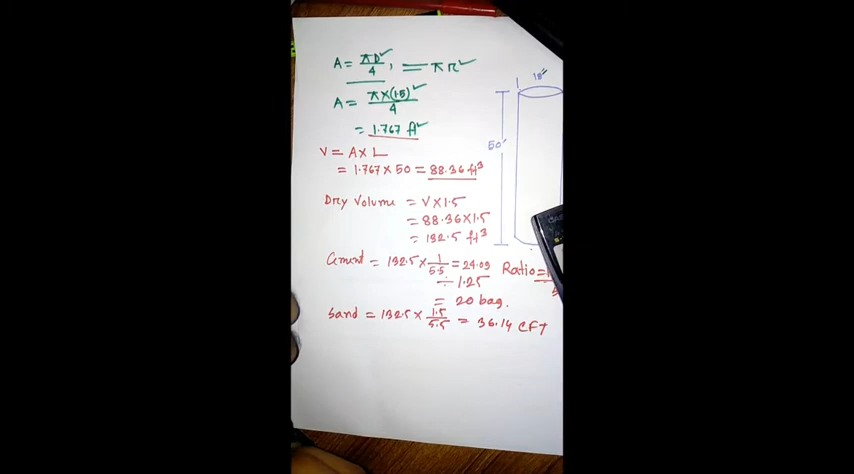 A = πD²/4, = πr²
A = π×(1.5)²/4
= 1.767 ft²
V = A×L
= 1.767×50 = 88.36 ft³
Dry Volume = V×1.5
= 88.36×1.5
= 132.5 ft³
Cement = 132.5×1/5.5 = 24.09
÷ 1.25
= 20 bag.
Sand = 132.5×1.5/5.5 = 36.14 CFT
18"
50'
Ratio =